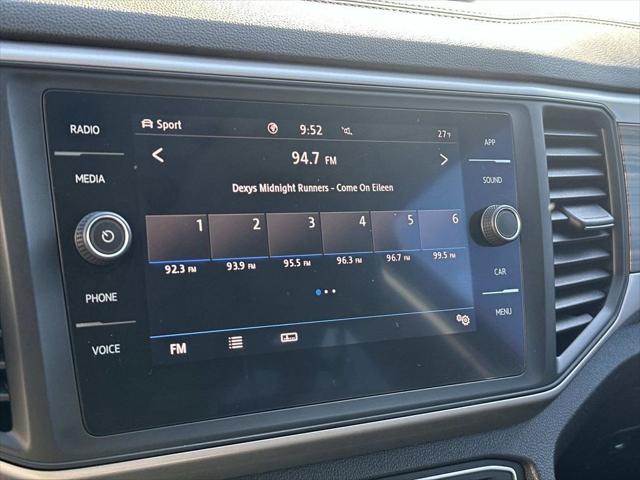 RADIO
MEDIA
PHONE
VOICE
Sport 9:52 27°F
< 94.7 FM >
Dexys Midnight Runners - Come On Eileen
1 2 3 4 5 6
92.3 FM 93.9 FM 95.5 FM 96.3 FM 96.7 FM 99.5 FM
FM
APP
SOUND
CAR
MENU